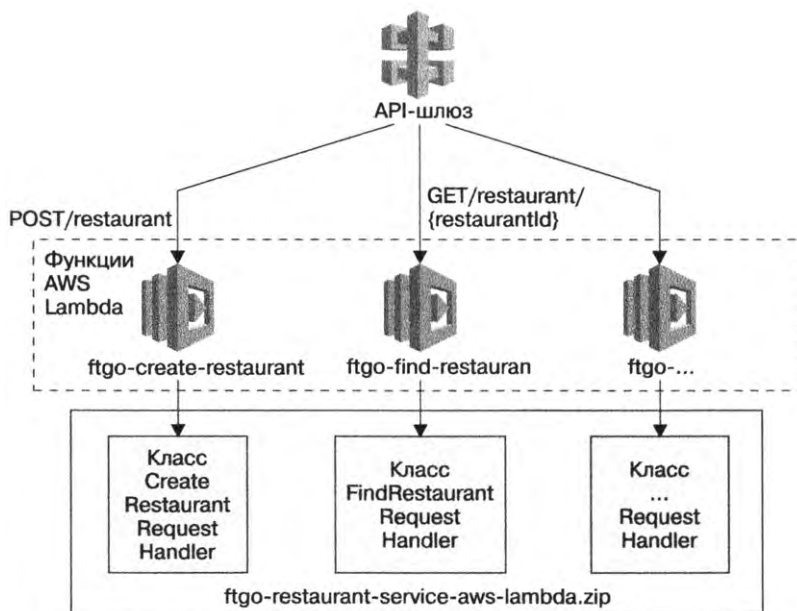 API-шлюз
POST/restaurant
GET/restaurant/
{restaurantId}
Функции
AWS
Lambda
ftgo-create-restaurant
ftgo-find-restauran
ftgo-...
Класс
Create
Restaurant
Request
Handler
Класс
FindRestaurant
Request
Handler
Класс
...
Request
Handler
ftgo-restaurant-service-aws-lambda.zip